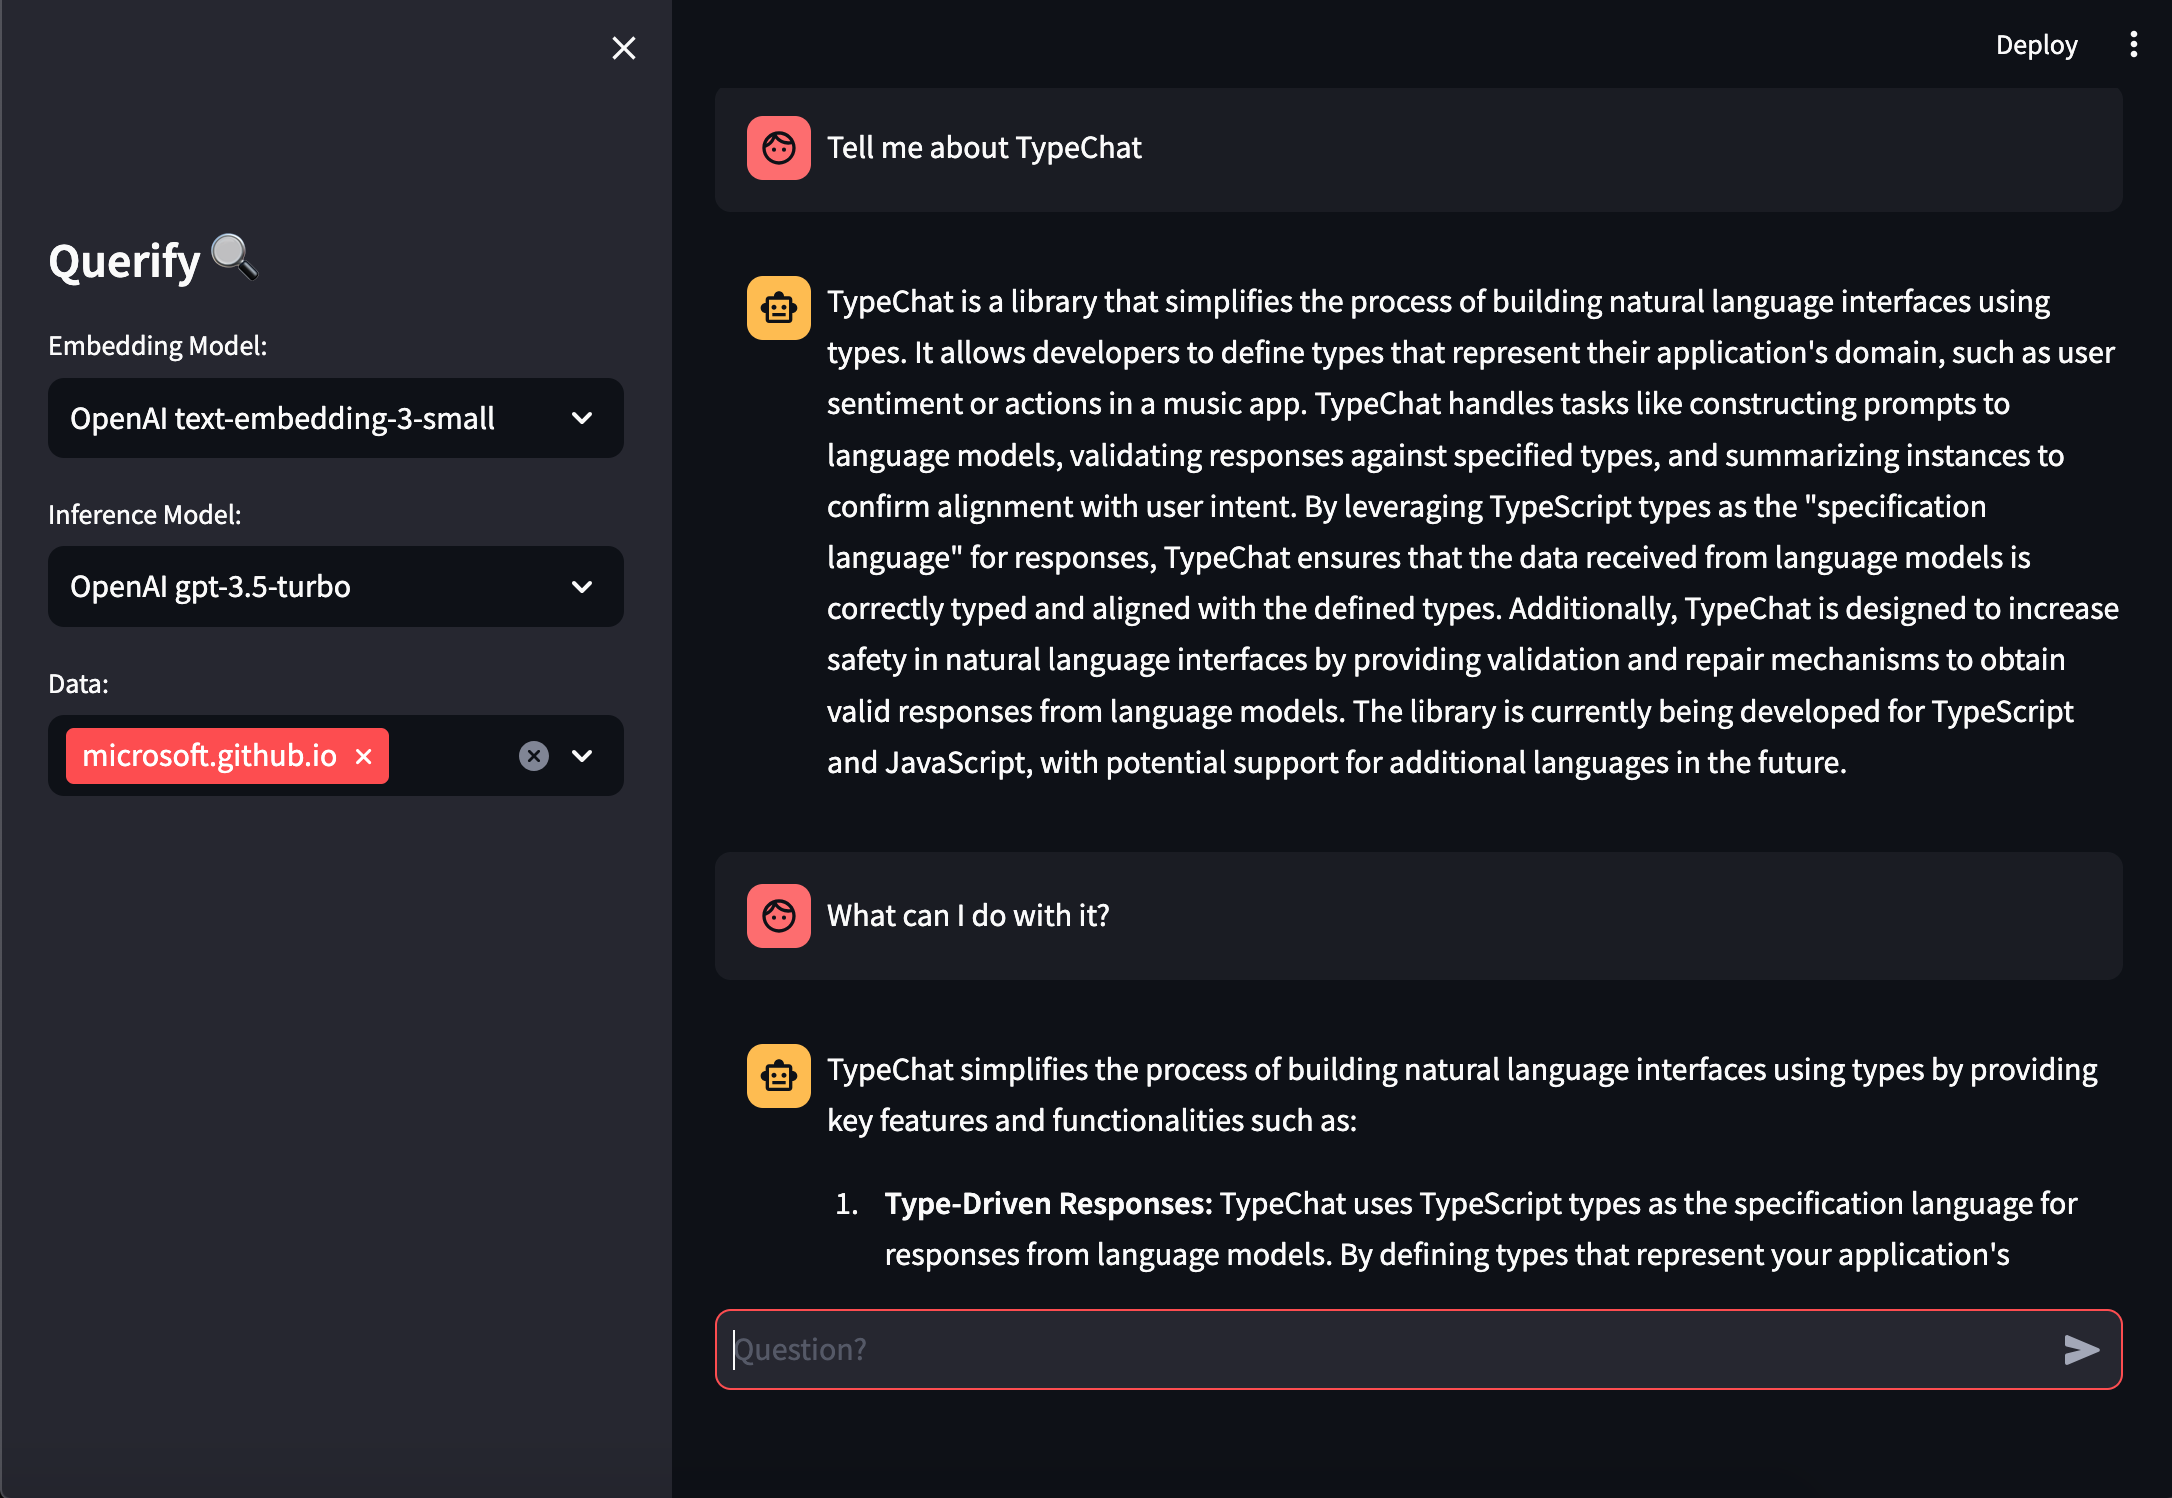 Deploy
Querify
Embedding Model:
OpenAI text-embedding-3-small
Inference Model:
OpenAI gpt-3.5-turbo
Data:
microsoft.github.io
Tell me about TypeChat
TypeChat is a library that simplifies the process of building natural language interfaces using
types. It allows developers to define types that represent their application's domain, such as user
sentiment or actions in a music app. TypeChat handles tasks like constructing prompts to
language models, validating responses against specified types, and summarizing instances to
confirm alignment with user intent. By leveraging TypeScript types as the "specification
language" for responses, TypeChat ensures that the data received from language models is
correctly typed and aligned with the defined types. Additionally, TypeChat is designed to increase
safety in natural language interfaces by providing validation and repair mechanisms to obtain
valid responses from language models. The library is currently being developed for TypeScript
and JavaScript, with potential support for additional languages in the future.
What can I do with it?
TypeChat simplifies the process of building natural language interfaces using types by providing
key features and functionalities such as:
1. Type-Driven Responses: TypeChat uses TypeScript types as the specification language for
responses from language models. By defining types that represent your application's
Question?